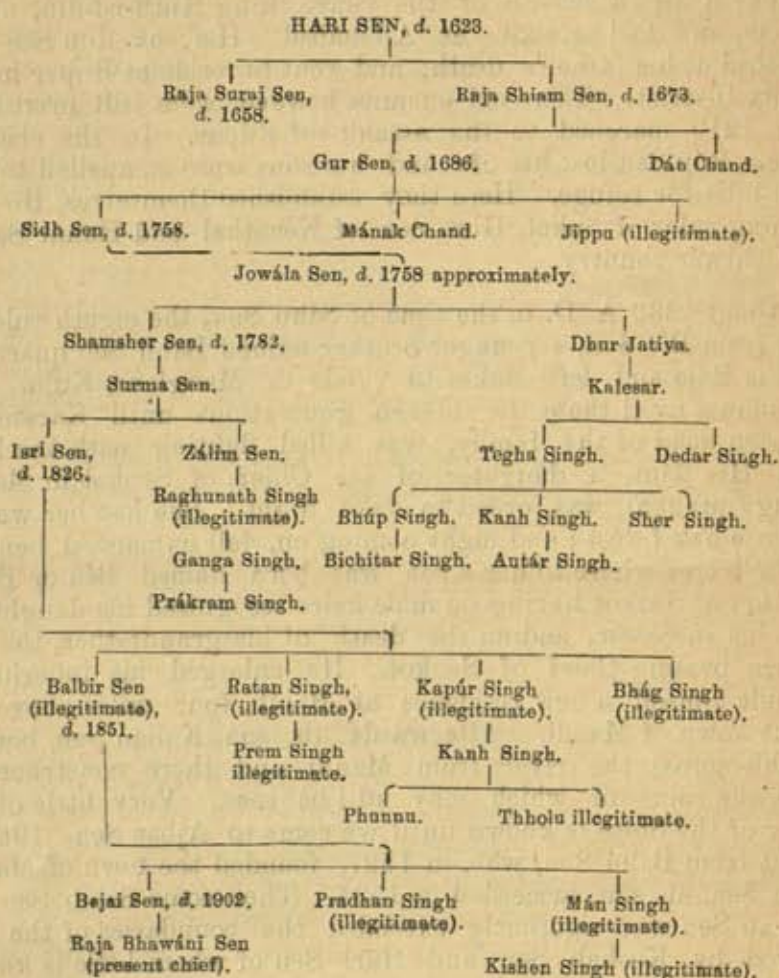 HARI SEN, d. 1623.
Raja Suraj Sen, Raja Shiam Sen, d. 1673.
d. 1658.
Gur Sen, d. 1686. Dán Chand.
Sidh Sen, d. 1758. Mának Chand. Jippu (illegitimate).
Jowála Sen, d. 1758 approximately.
Shamsher Sen, d. 1782. Dhur Jatiya.
Surma Sen. Kalesar.
Isri Sen, Zálim Sen. Tegha Singh. Dedar Singh.
d. 1826.
Raghunath Singh
(illegitimate). Bhúp Singh. Kanh Singh. Sher Singh.
Ganga Singh. Bichitar Singh. Autár Singh.
Prákram Singh.
Balbir Sen Ratan Singh, Kapúr Singh Bhág Singh
(illegitimate), (illegitimate). (illegitimate). (illegitimate).
d. 1851.
Prem Singh Kanh Singh.
illegitimate.
Phunnu. Thholu illegitimate.
Bejai Sen, d. 1902. Pradhan Singh Mán Singh
(illegitimate). (illegitimate).
Raja Bhawáni Sen
(present chief). Kishen Singh (illegitimate).